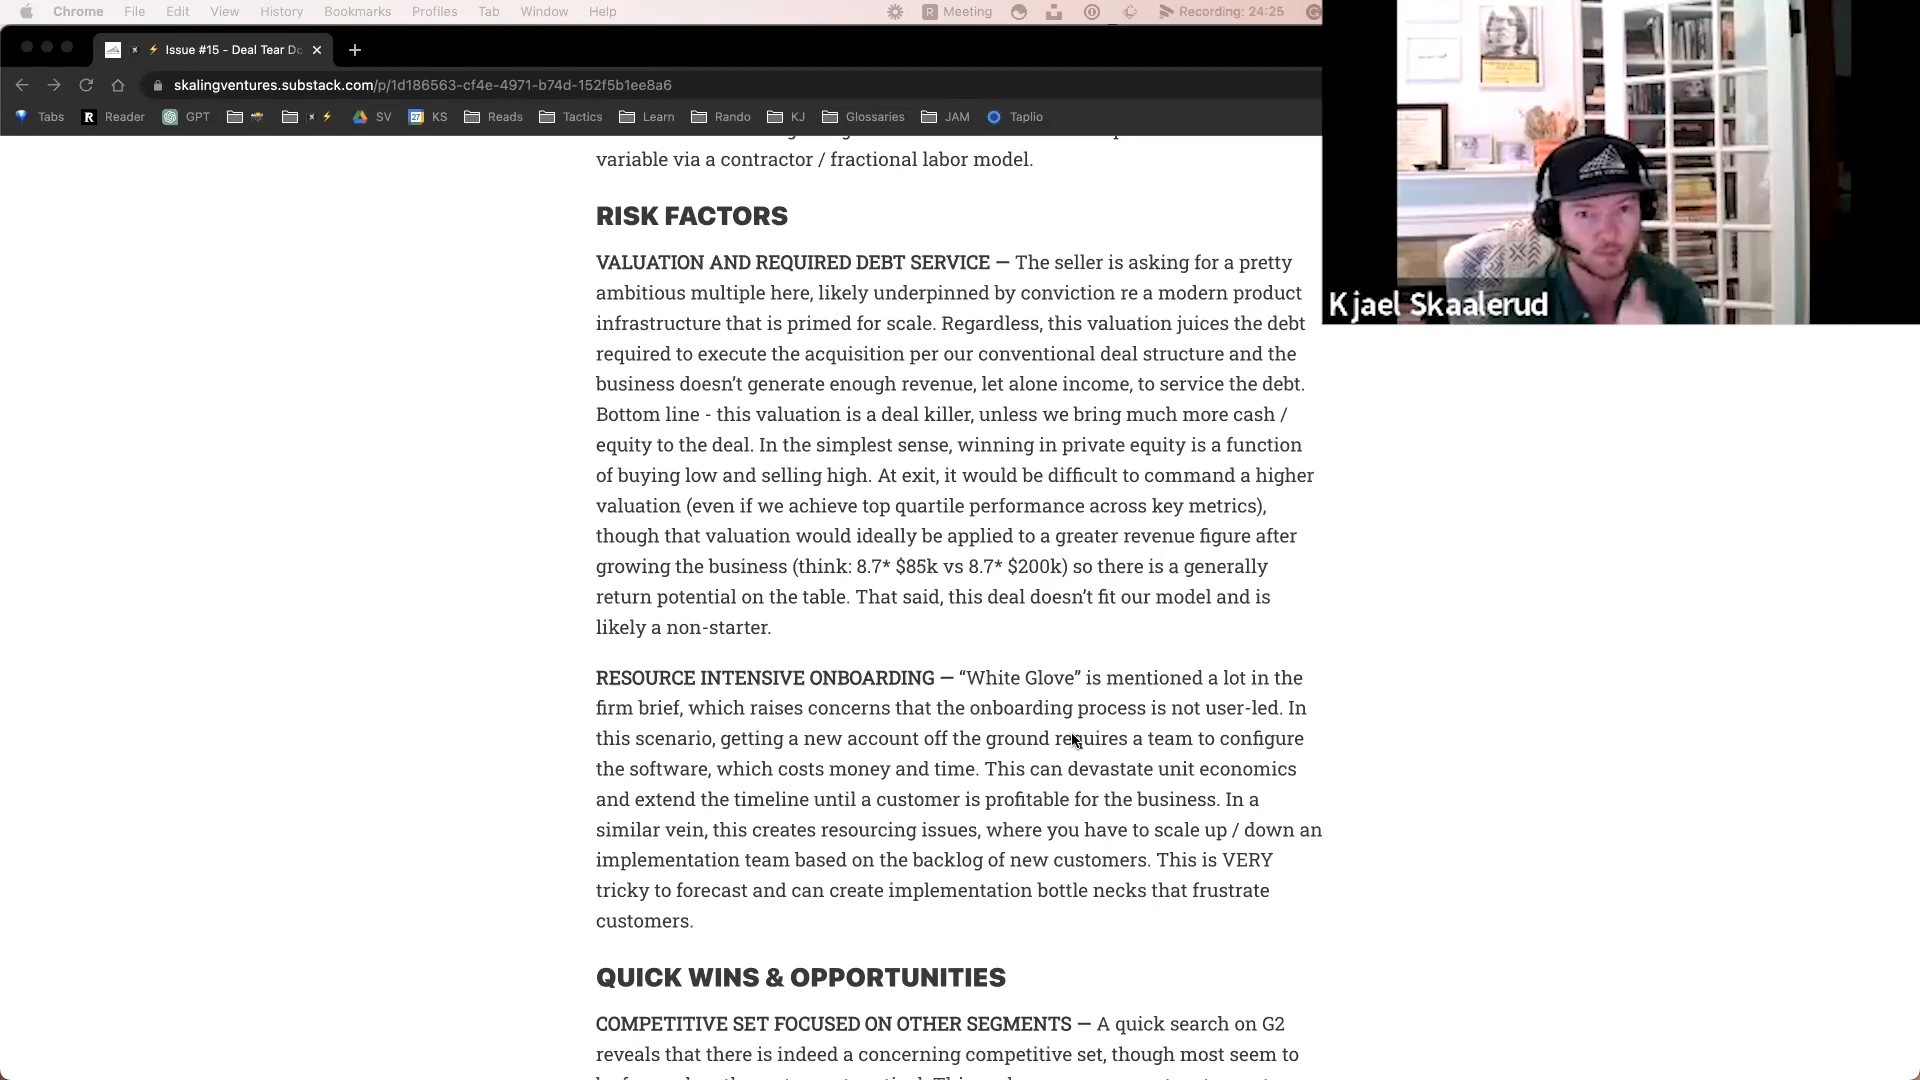 Chrome File Edit View History Bookmarks Profiles Tab Window Help
Meeting Recording: 24:25
Issue #15 - Deal Tear Do
skalingventures.substack.com/p/1d186563-cf4e-4971-b74d-152f5b1ee8a6
Tabs Reader GPT SV KS Reads Tactics Learn Rando KJ Glossaries JAM Taplio
variable via a contractor / fractional labor model.
RISK FACTORS
VALUATION AND REQUIRED DEBT SERVICE — The seller is asking for a pretty
ambitious multiple here, likely underpinned by conviction re a modern product
infrastructure that is primed for scale. Regardless, this valuation juices the debt
required to execute the acquisition per our conventional deal structure and the
business doesn’t generate enough revenue, let alone income, to service the debt.
Bottom line - this valuation is a deal killer, unless we bring much more cash /
equity to the deal. In the simplest sense, winning in private equity is a function
of buying low and selling high. At exit, it would be difficult to command a higher
valuation (even if we achieve top quartile performance across key metrics),
though that valuation would ideally be applied to a greater revenue figure after
growing the business (think: 8.7* $85k vs 8.7* $200k) so there is a generally
return potential on the table. That said, this deal doesn’t fit our model and is
likely a non-starter.
RESOURCE INTENSIVE ONBOARDING — “White Glove” is mentioned a lot in the
firm brief, which raises concerns that the onboarding process is not user-led. In
this scenario, getting a new account off the ground requires a team to configure
the software, which costs money and time. This can devastate unit economics
and extend the timeline until a customer is profitable for the business. In a
similar vein, this creates resourcing issues, where you have to scale up / down an
implementation team based on the backlog of new customers. This is VERY
tricky to forecast and can create implementation bottle necks that frustrate
customers.
QUICK WINS & OPPORTUNITIES
COMPETITIVE SET FOCUSED ON OTHER SEGMENTS — A quick search on G2
reveals that there is indeed a concerning competitive set, though most seem to
Kjael Skaalerud